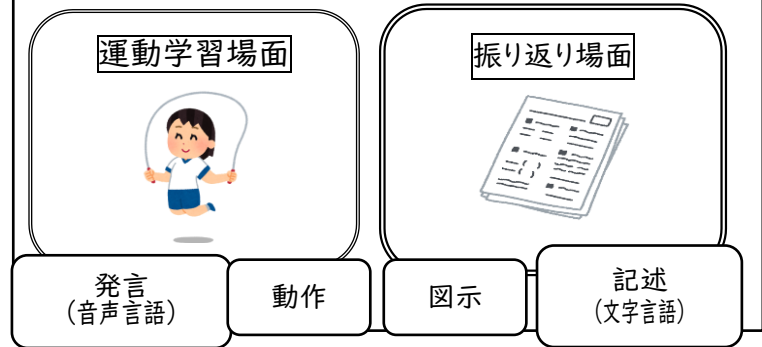 運動学習場面
振り返り場面
発言
（音声言語）
動作
図示
記述
（文字言語）